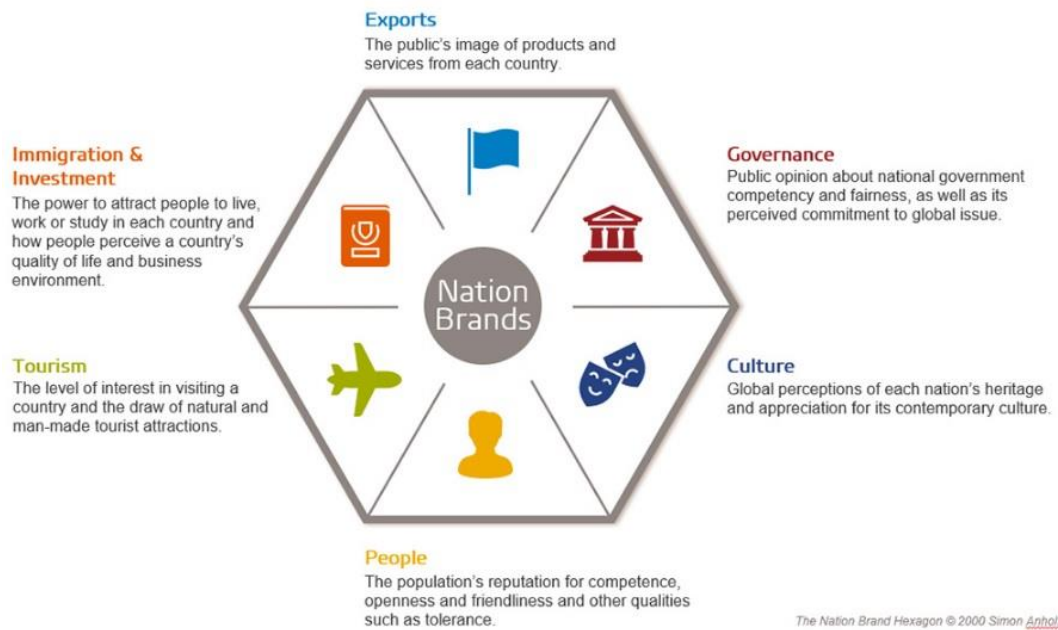 Exports
The public's image of products and
services from each country.
Immigration &
Investment
The power to attract people to live,
work or study in each country and
how people perceive a country's
quality of life and business
environment.
Governance
Public opinion about national government
competency and fairness, as well as its
perceived commitment to global issue.
Nation
Brands
Tourism
The level of interest in visiting a
country and the draw of natural and
man-made tourist attractions.
Culture
Global perceptions of each nation's heritage
and appreciation for its contemporary culture.
People
The population's reputation for competence,
openness and friendliness and other qualities
such as tolerance.
The Nation Brand Hexagon © 2000 Simon Anhol